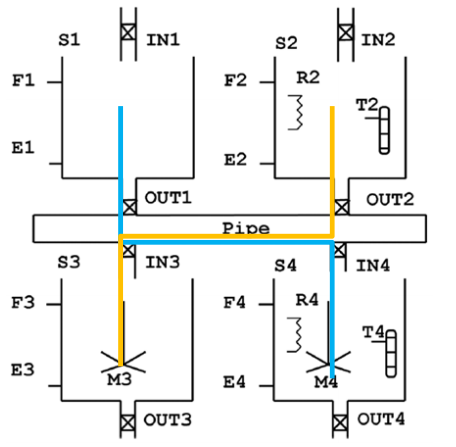 S1 IN1 S2 IN2
F1 F2 R2 T2
E1 E2
OUT1 OUT2
Pipe
S3 IN3 S4 IN4
F3 F4 R4 T4
E3 M3 E4 M4
OUT3 OUT4